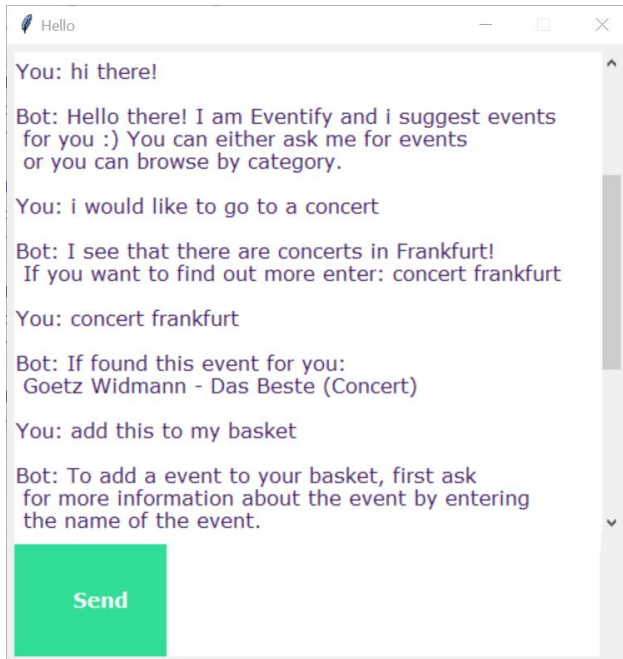 Hello
You: hi there!
Bot: Hello there! I am Eventify and i suggest events
for you :) You can either ask me for events
or you can browse by category.
You: i would like to go to a concert
Bot: I see that there are concerts in Frankfurt!
If you want to find out more enter: concert frankfurt
You: concert frankfurt
Bot: If found this event for you:
Goetz Widmann - Das Beste (Concert)
You: add this to my basket
Bot: To add a event to your basket, first ask
for more information about the event by entering
the name of the event.
Send